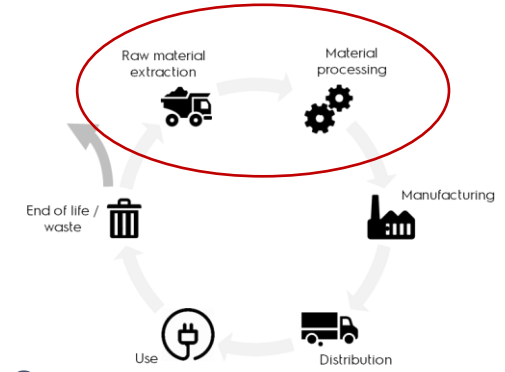 Raw material
extraction
Material
processing
Manufacturing
End of life /
waste
Use
Distribution